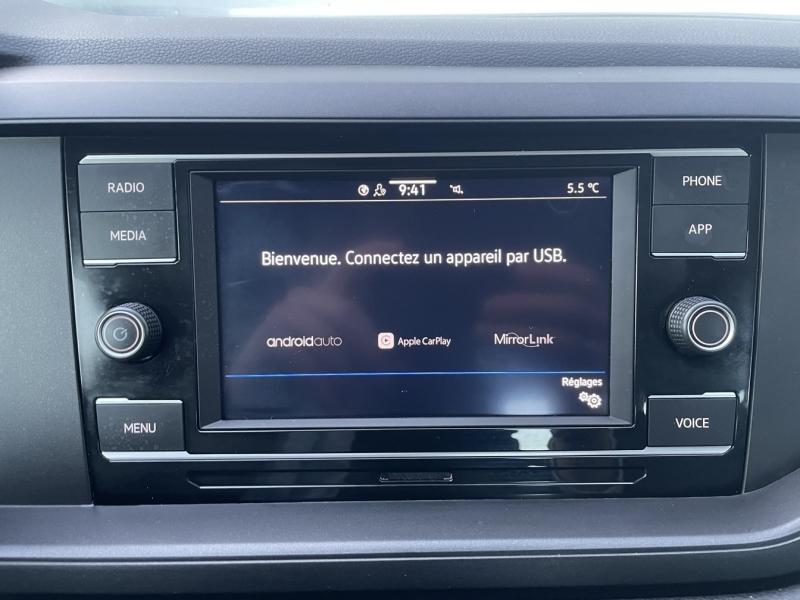 RADIO
MEDIA
MENU
9:41
5.5 °C
Bienvenue. Connectez un appareil par USB.
androidauto
Apple CarPlay
MirrorLink
Réglages
PHONE
APP
VOICE